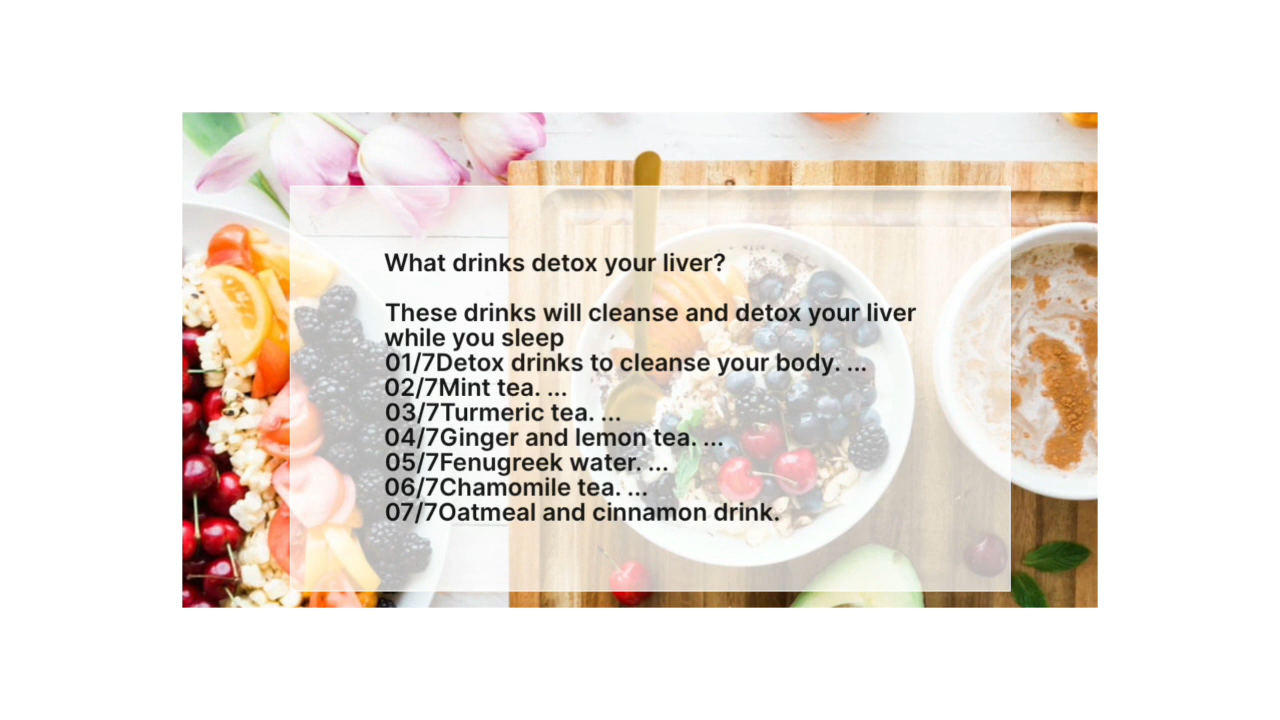 What drinks detox your liver?
These drinks will cleanse and detox your liver
while you sleep
01/7Detox drinks to cleanse your body. ...
02/7Mint tea. ...
03/7Turmeric tea. ...
04/7Ginger and lemon tea. ...
05/7Fenugreek water. ...
06/7Chamomile tea. ...
07/7Oatmeal and cinnamon drink.